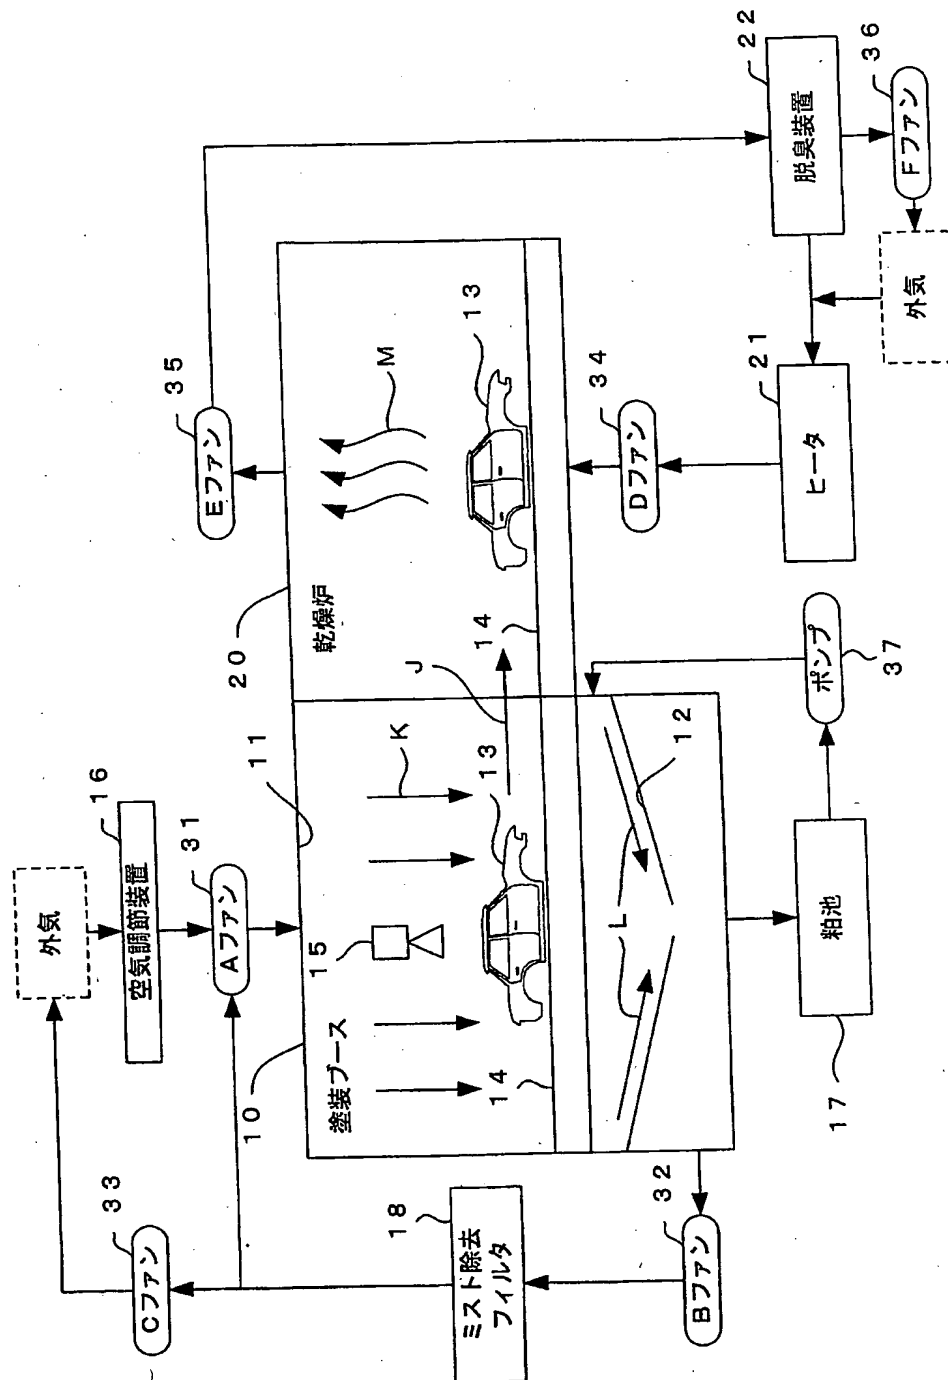 外気
16
空気調節装置
31
Aファン
33
Cファン
10
11
20
35
Eファン
塗装ブース
15
K
13
14
J
乾燥炉
M
13
14
18
ミスト除去
フィルタ
32
Bファン
L
12
17
粕池
ポンプ
37
34
Dファン
21
ヒータ
22
脱臭装置
36
Fファン
外気